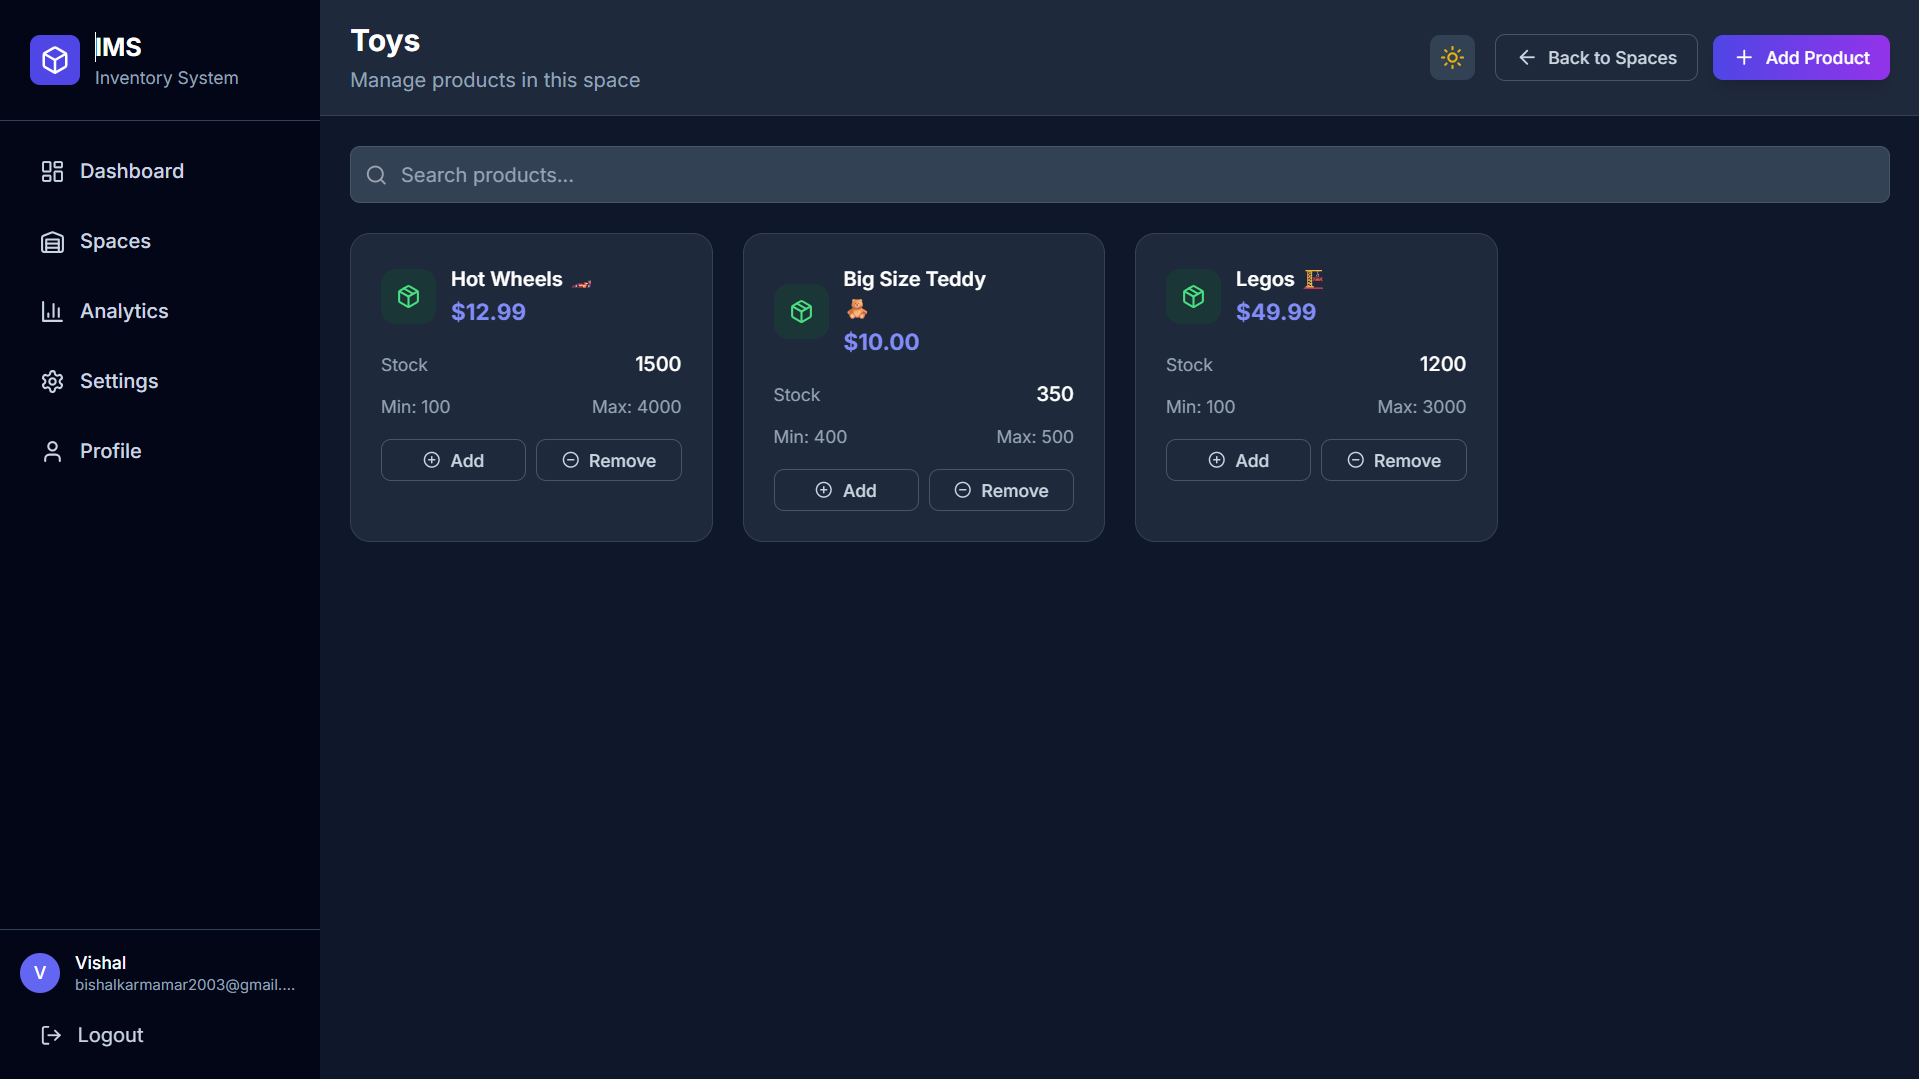 IMS
Inventory System
Dashboard
Spaces
Analytics
Settings
Profile
V
Vishal
bishalkarmamar2003@gmail....
Logout
Toys
Manage products in this space
Back to Spaces
Add Product
Search products...
Hot Wheels 🏎️
$12.99
Stock 1500
Min: 100 Max: 4000
Add Remove
Big Size Teddy
🧸
$10.00
Stock 350
Min: 400 Max: 500
Add Remove
Legos 🏗️
$49.99
Stock 1200
Min: 100 Max: 3000
Add Remove